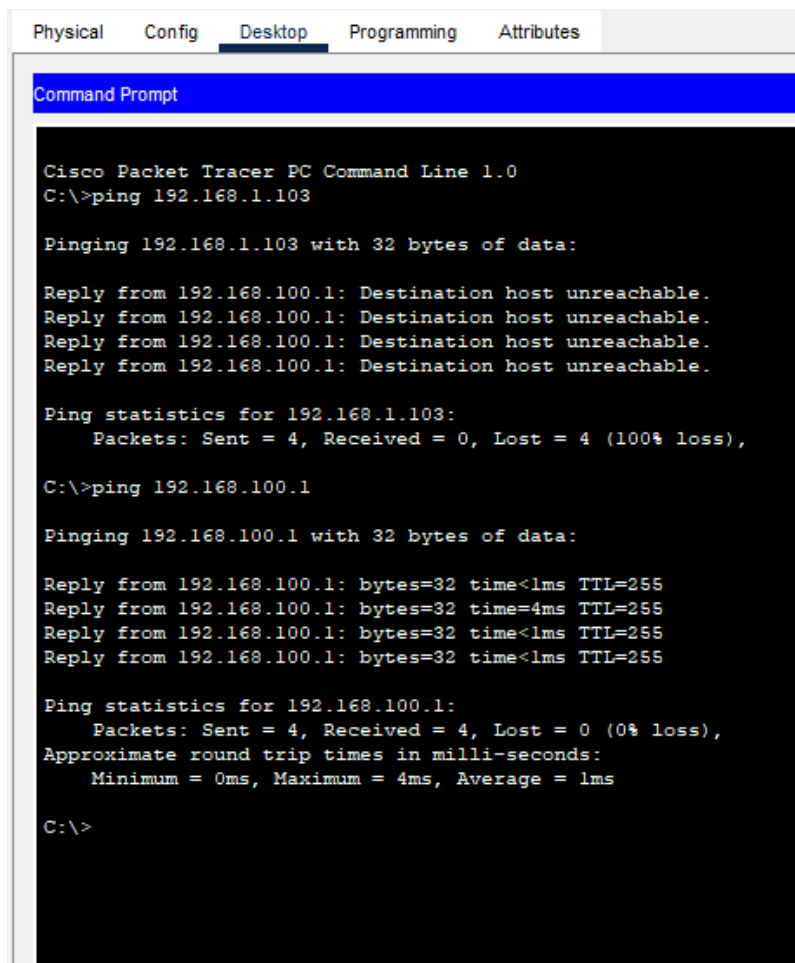 Physical Config Desktop Programming Attributes
Command Prompt
Cisco Packet Tracer PC Command Line 1.0
C:\>ping 192.168.1.103
Pinging 192.168.1.103 with 32 bytes of data:
Reply from 192.168.100.1: Destination host unreachable.
Reply from 192.168.100.1: Destination host unreachable.
Reply from 192.168.100.1: Destination host unreachable.
Reply from 192.168.100.1: Destination host unreachable.
Ping statistics for 192.168.1.103:
Packets: Sent = 4, Received = 0, Lost = 4 (100% loss),
C:\>ping 192.168.100.1
Pinging 192.168.100.1 with 32 bytes of data:
Reply from 192.168.100.1: bytes=32 time<1ms TTL=255
Reply from 192.168.100.1: bytes=32 time=4ms TTL=255
Reply from 192.168.100.1: bytes=32 time<1ms TTL=255
Reply from 192.168.100.1: bytes=32 time<1ms TTL=255
Ping statistics for 192.168.100.1:
Packets: Sent = 4, Received = 4, Lost = 0 (0% loss),
Approximate round trip times in milli-seconds:
Minimum = 0ms, Maximum = 4ms, Average = 1ms
C:\>